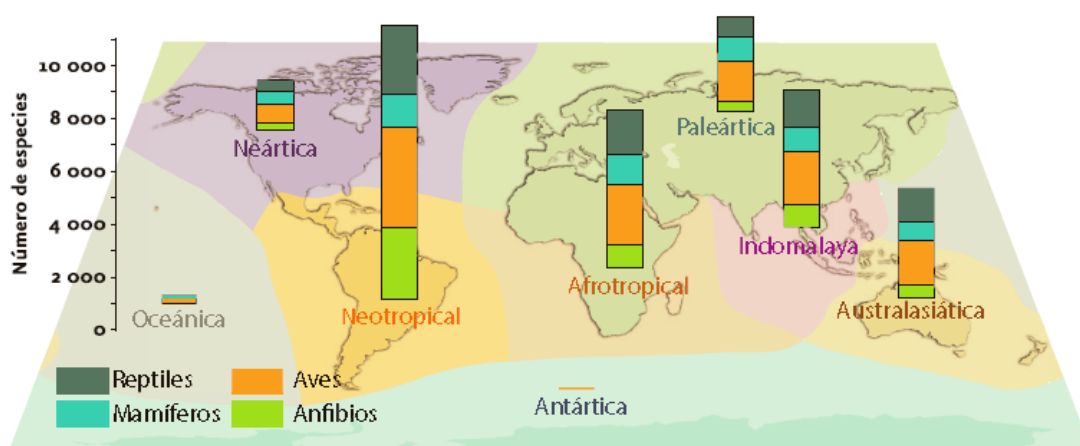 Número de especies
10 000
8 000
6 000
4 000
2 000
0
Neártica
Paleártica
Indomalaya
Afrotropical
Neotropical
Oceánica
Australasiática
Antártica
Reptiles
Aves
Mamíferos
Anfibios